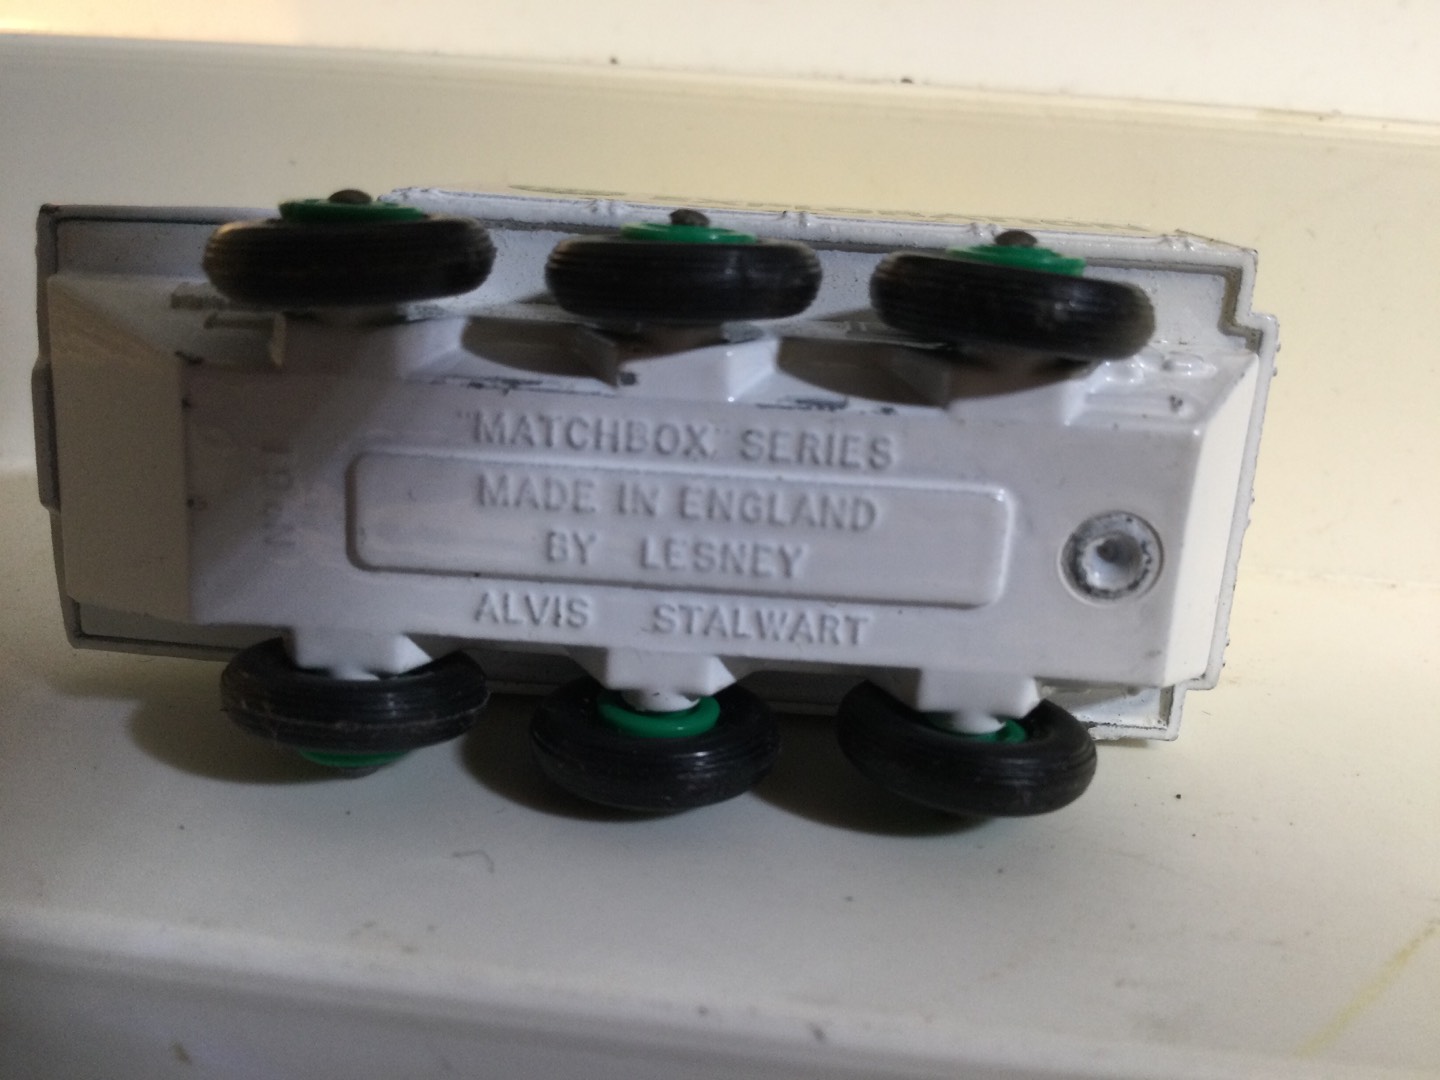 "MATCHBOX" SERIES
MADE IN ENGLAND
BY LESNEY
ALVIS STALWART